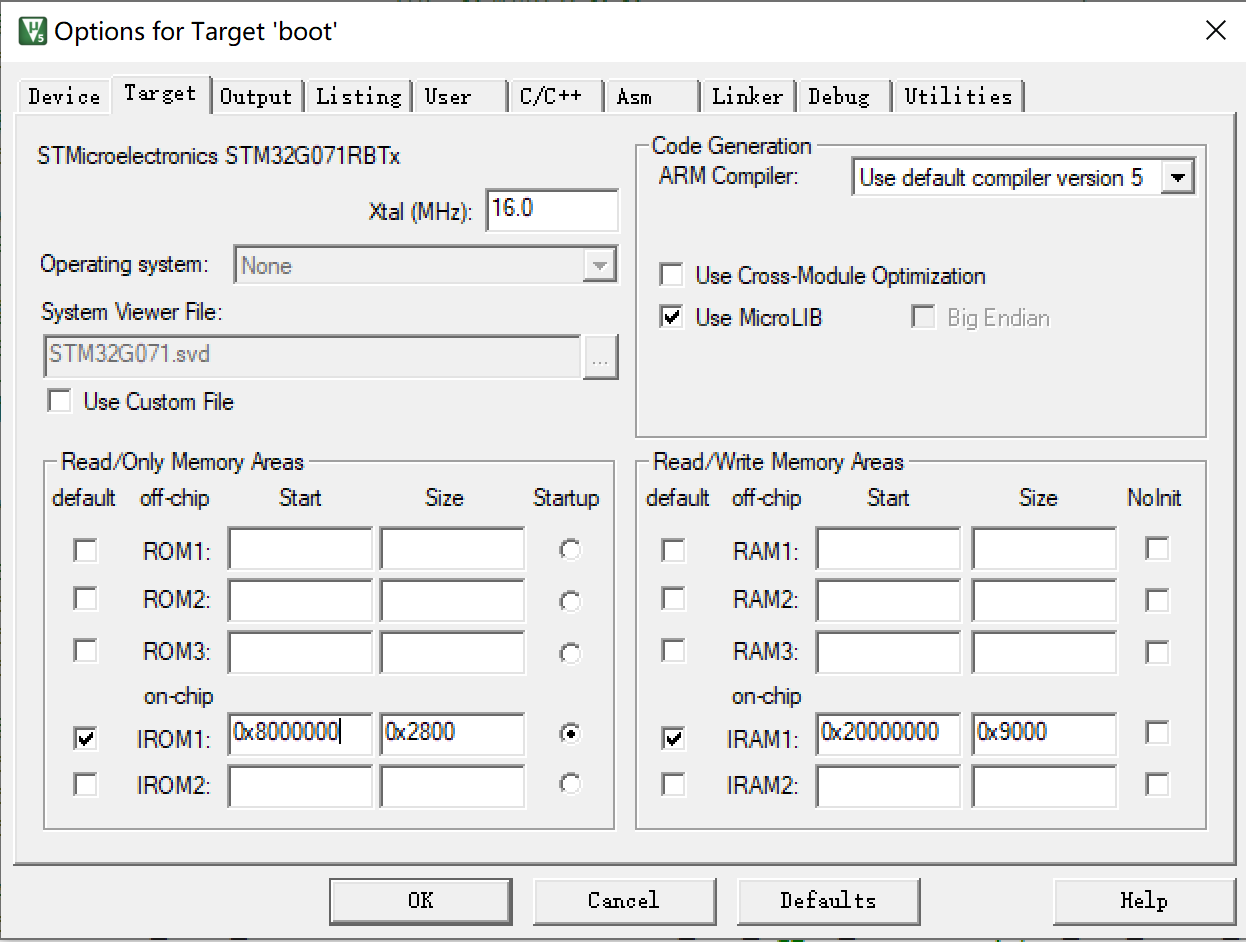 Options for Target 'boot'
Device Target Output Listing User C/C++ Asm Linker Debug Utilities
STMicroelectronics STM32G071RBTx
Xtal (MHz): 16.0
Operating system: None
System Viewer File:
STM32G071.svd ...
Use Custom File
Code Generation
ARM Compiler: Use default compiler version 5
Use Cross-Module Optimization
Use MicroLIB Big Endian
Read/Only Memory Areas
default off-chip Start Size Startup
ROM1:
ROM2:
ROM3:
on-chip
IROM1: 0x8000000 0x2800
IROM2:
Read/Write Memory Areas
default off-chip Start Size NoInit
RAM1:
RAM2:
RAM3:
on-chip
IRAM1: 0x20000000 0x9000
IRAM2:
OK Cancel Defaults Help